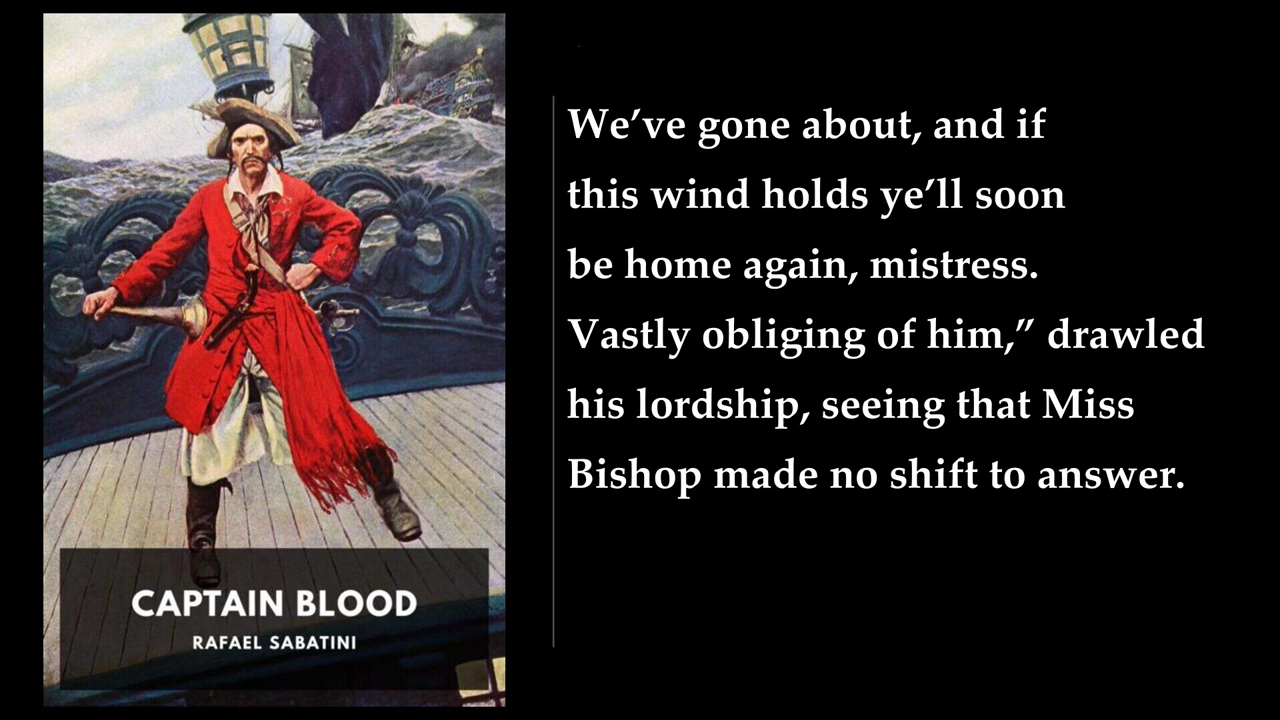 CAPTAIN BLOOD
RAFAEL SABATINI
We’ve gone about, and if
this wind holds ye’ll soon
be home again, mistress.
Vastly obliging of him,” drawled
his lordship, seeing that Miss
Bishop made no shift to answer.